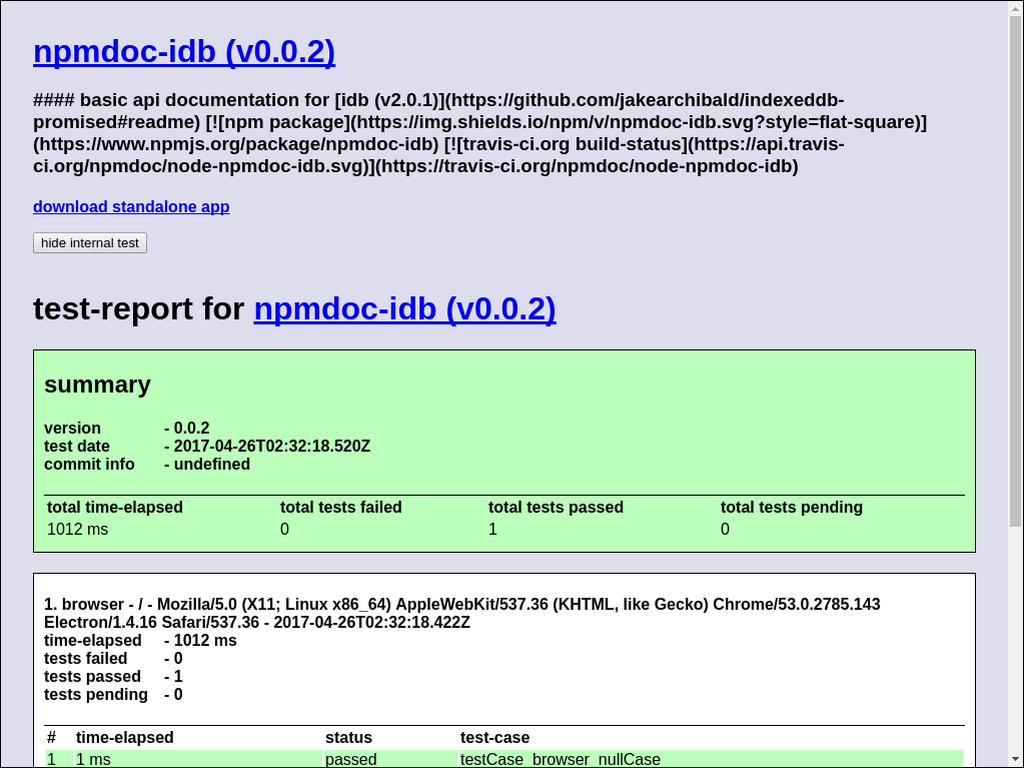 npmdoc-idb (v0.0.2)
#### basic api documentation for [idb (v2.0.1)](https://github.com/jakearchibald/indexeddb-
promised#readme) [![npm package](https://img.shields.io/npm/v/npmdoc-idb.svg?style=flat-square)]
(https://www.npmjs.org/package/npmdoc-idb) [![travis-ci.org build-status](https://api.travis-
ci.org/npmdoc/node-npmdoc-idb.svg)](https://travis-ci.org/npmdoc/node-npmdoc-idb)
download standalone app
hide internal test
test-report for npmdoc-idb (v0.0.2)
summary
version - 0.0.2
test date - 2017-04-26T02:32:18.520Z
commit info - undefined
total time-elapsed total tests failed total tests passed total tests pending
1012 ms 0 1 0
1. browser - / - Mozilla/5.0 (X11; Linux x86_64) AppleWebKit/537.36 (KHTML, like Gecko) Chrome/53.0.2785.143
Electron/1.4.16 Safari/537.36 - 2017-04-26T02:32:18.422Z
time-elapsed - 1012 ms
tests failed - 0
tests passed - 1
tests pending - 0
# time-elapsed status test-case
1 1 ms passed testCase_browser_nullCase